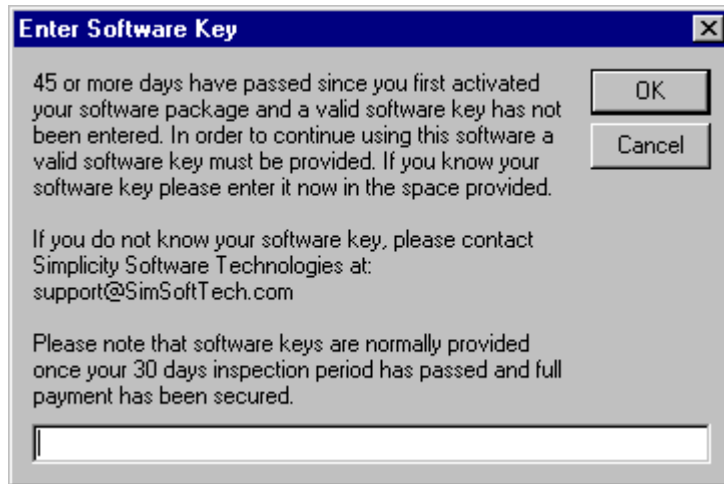 Enter Software Key
45 or more days have passed since you first activated
your software package and a valid software key has not
been entered. In order to continue using this software a
valid software key must be provided. If you know your
software key please enter it now in the space provided.
If you do not know your software key, please contact
Simplicity Software Technologies at:
support@SimSoftTech.com
Please note that software keys are normally provided
once your 30 days inspection period has passed and full
payment has been secured.
OK
Cancel